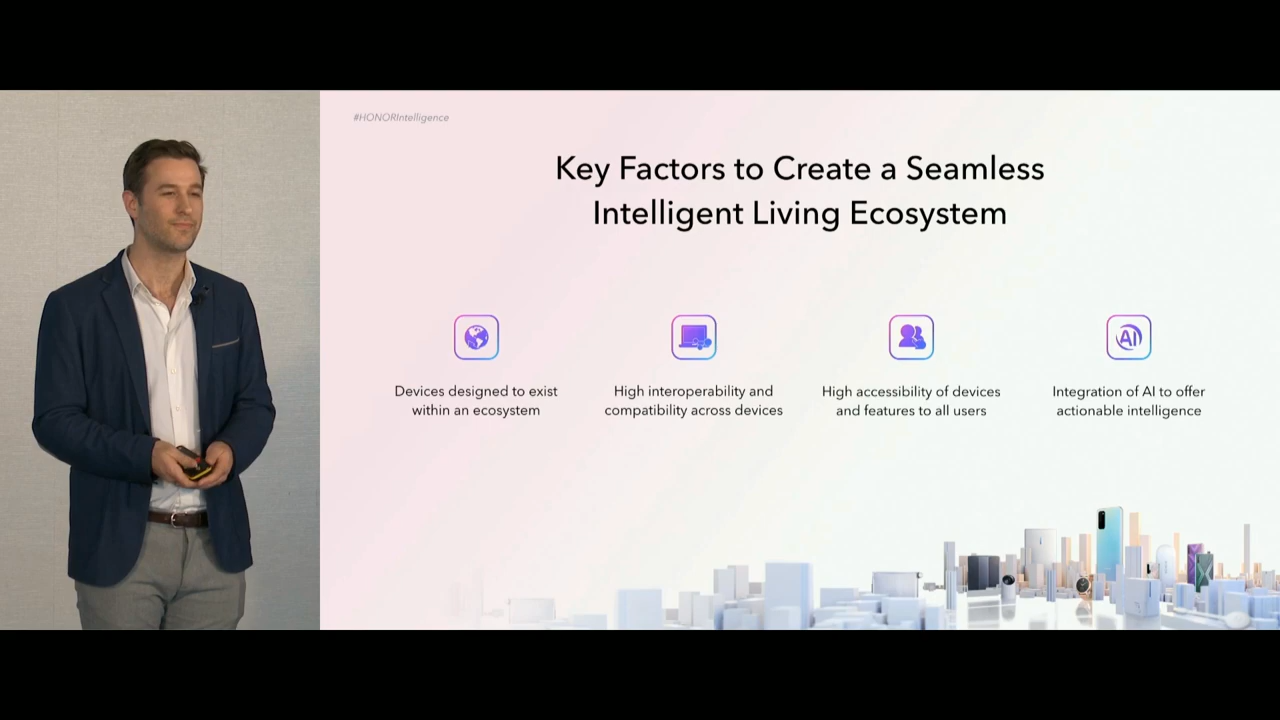 #HONORIntelligence
Key Factors to Create a Seamless
Intelligent Living Ecosystem
AI
Devices designed to exist
within an ecosystem
High interoperability and
compatibility across devices
High accessibility of devices
and features to all users
Integration of AI to offer
actionable intelligence